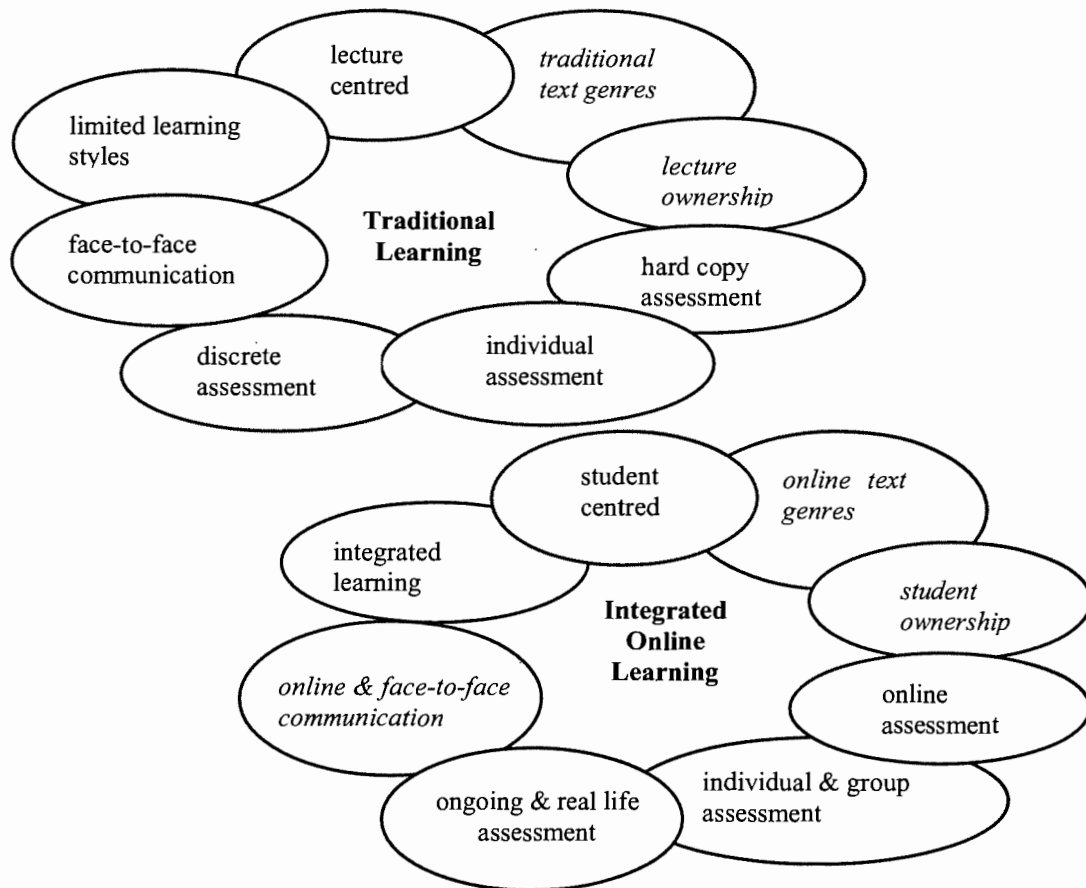 lecture
centred
traditional
text genres
limited learning
styles
lecture
ownership
Traditional
Learning
face-to-face
communication
hard copy
assessment
discrete
assessment
individual
assessment
student
centred
online text
genres
integrated
learning
student
ownership
Integrated
Online
Learning
online & face-to-face
communication
online
assessment
ongoing & real life
assessment
individual & group
assessment